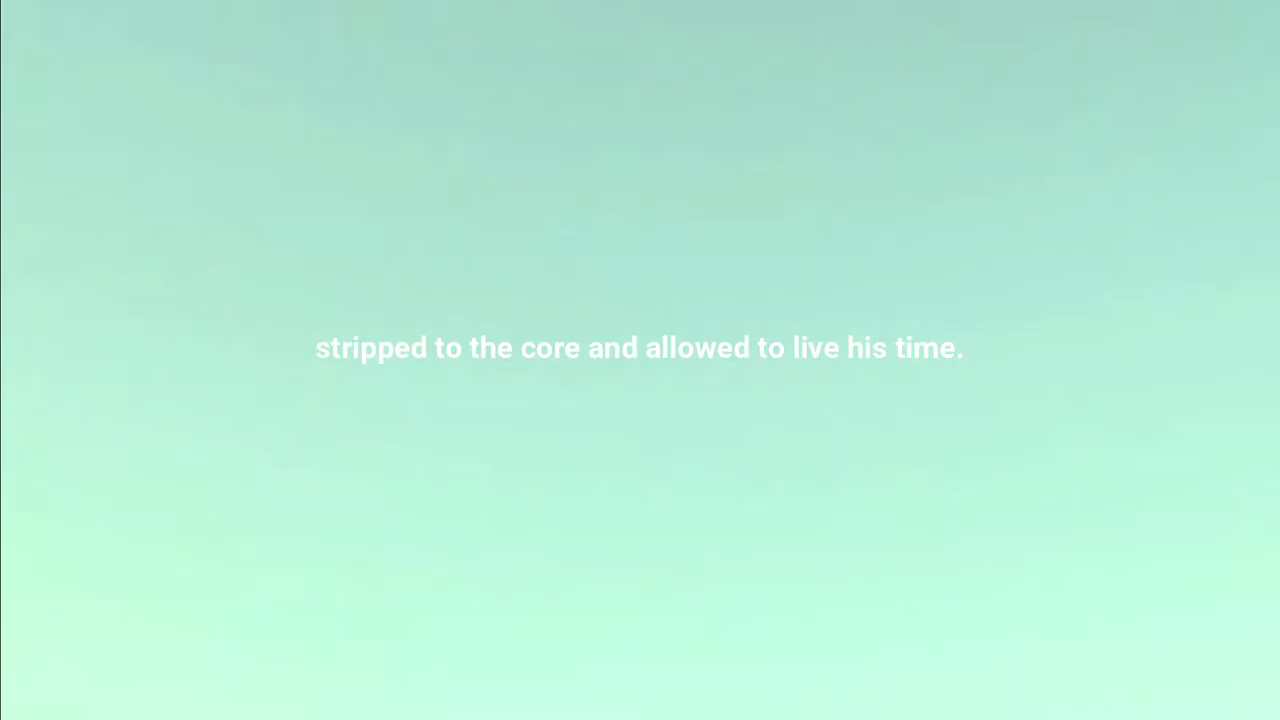 stripped to the core and allowed to live his time.